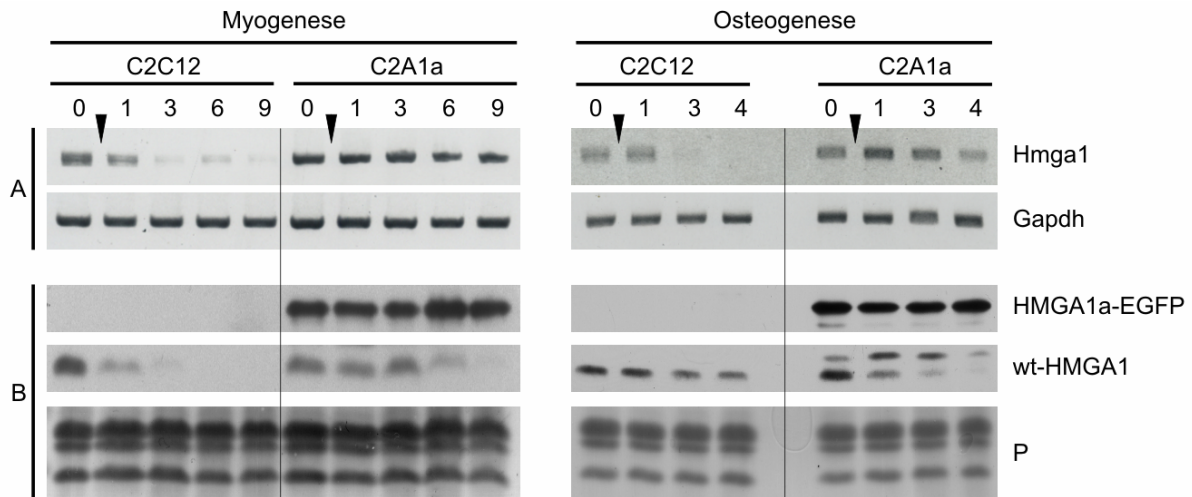 Myogenese Osteogenese
C2C12 C2A1a C2C12 C2A1a
0 1 3 6 9 0 1 3 6 9 0 1 3 4 0 1 3 4
A Hmga1
Gapdh
B HMGA1a-EGFP
wt-HMGA1
P